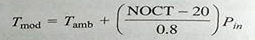 T_mod = T_amb + ( (NOCT − 20) / 0.8 ) P_in